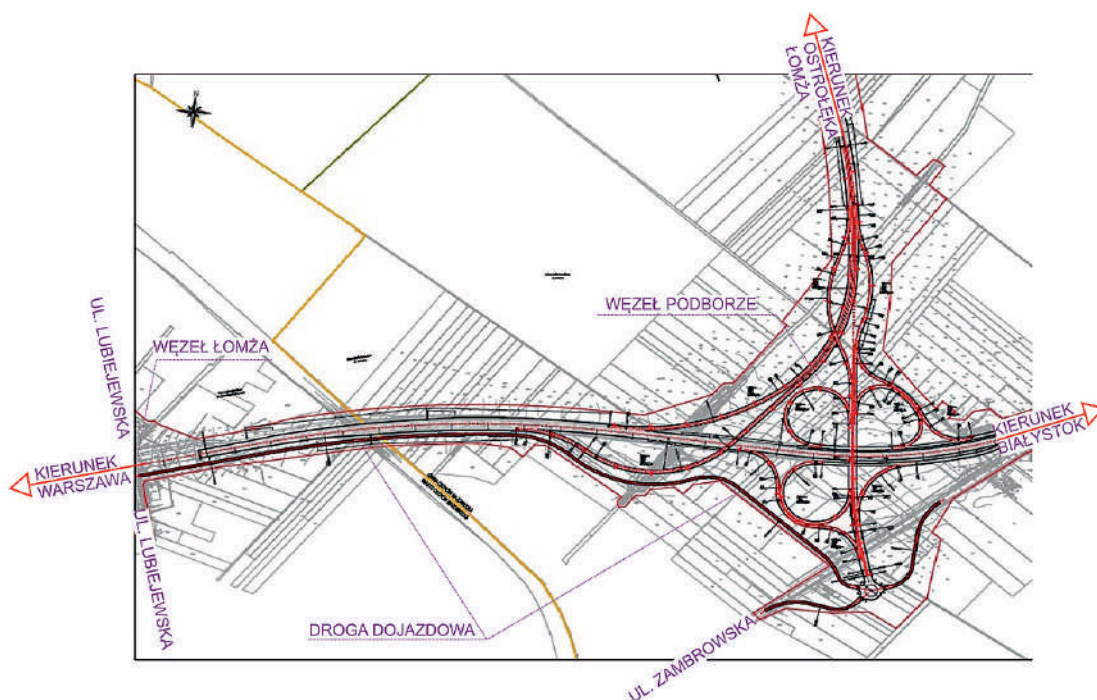 KIERUNEK
OSTROŁĘKA
ŁOMŻA
N
WĘZEŁ PODBORZE
UL. LUBIEJEWSKA
WĘZEŁ ŁOMŻA
KIERUNEK
BIAŁYSTOK
KIERUNEK
WARSZAWA
UL. LUBIEJEWSKA
DROGA DOJAZDOWA
UL. ZAMBROWSKA